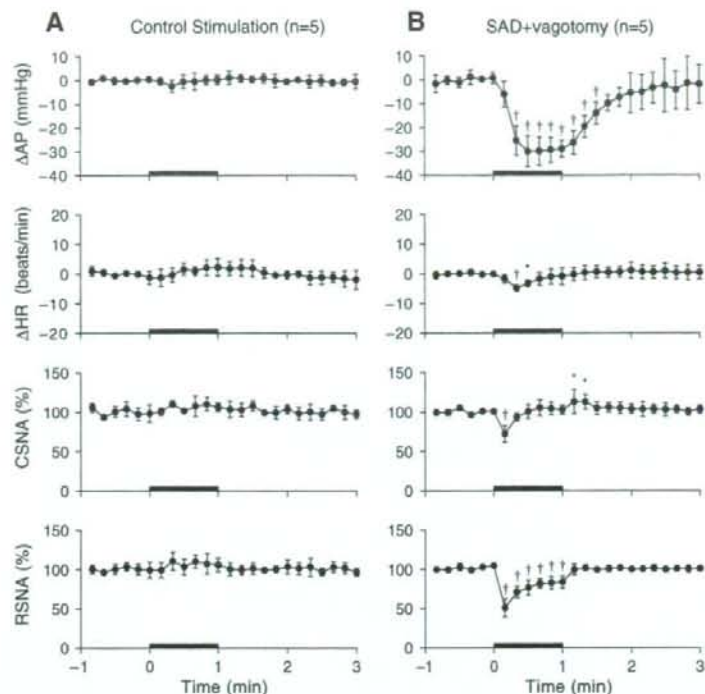 A
Control Stimulation (n=5)
B
SAD+vagotomy (n=5)
ΔAP (mmHg)
10
0
−10
−20
−30
−40
10
0
−10
−20
−30
−40
† † † † † † † †
ΔHR (beats/min)
20
10
0
−10
−20
20
10
0
−10
−20
† *
CSNA (%)
150
100
50
0
150
100
50
0
† * *
RSNA (%)
150
100
50
0
150
100
50
0
† † † † † †
−1 0 1 2 3
−1 0 1 2 3
Time (min)
Time (min)